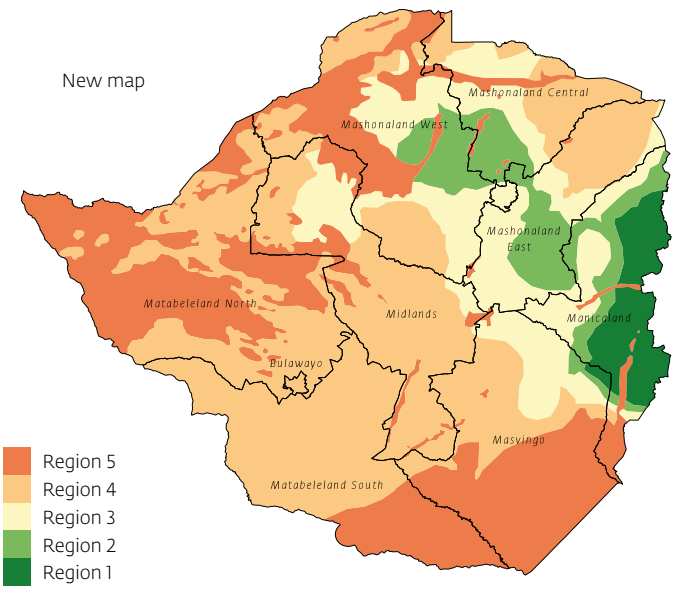 New map
Mashonaland Central
Mashonaland West
Mashonaland
East
Matabeleland North
Midlands
Manicaland
Bulawayo
Masvingo
Matabeleland South
Region 5
Region 4
Region 3
Region 2
Region 1